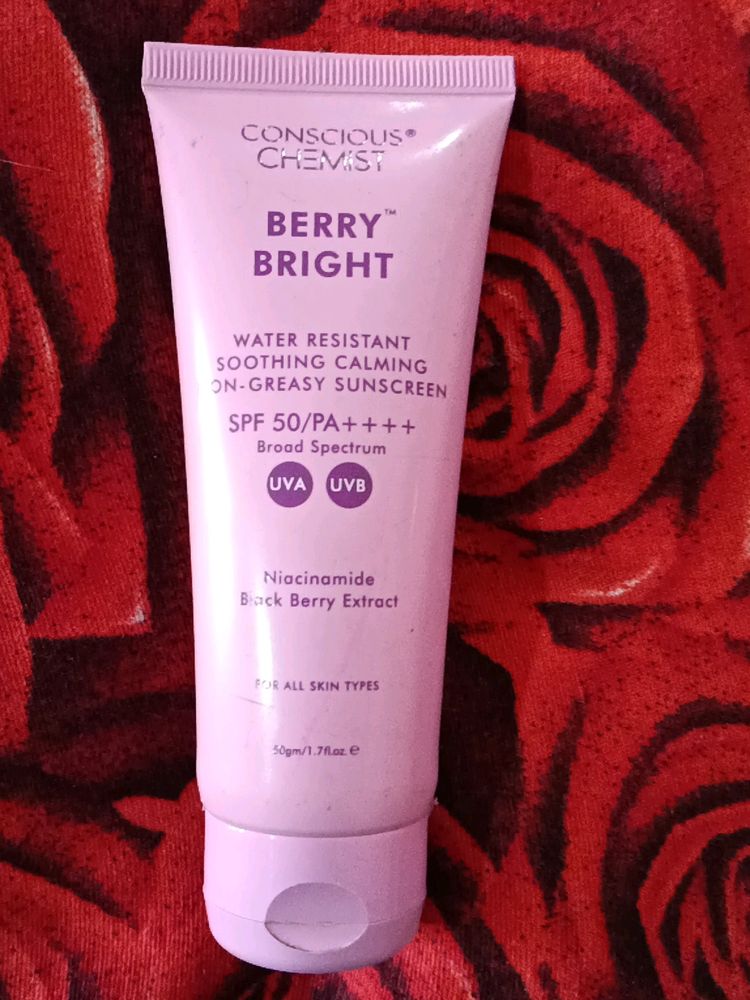 CONSCIOUS®
CHEMIST
BERRY™
BRIGHT
WATER RESISTANT
SOOTHING CALMING
NON-GREASY SUNSCREEN
SPF 50/PA++++
Broad Spectrum
UVA UVB
Niacinamide
Black Berry Extract
FOR ALL SKIN TYPES
50gm/1.7fl.oz. e